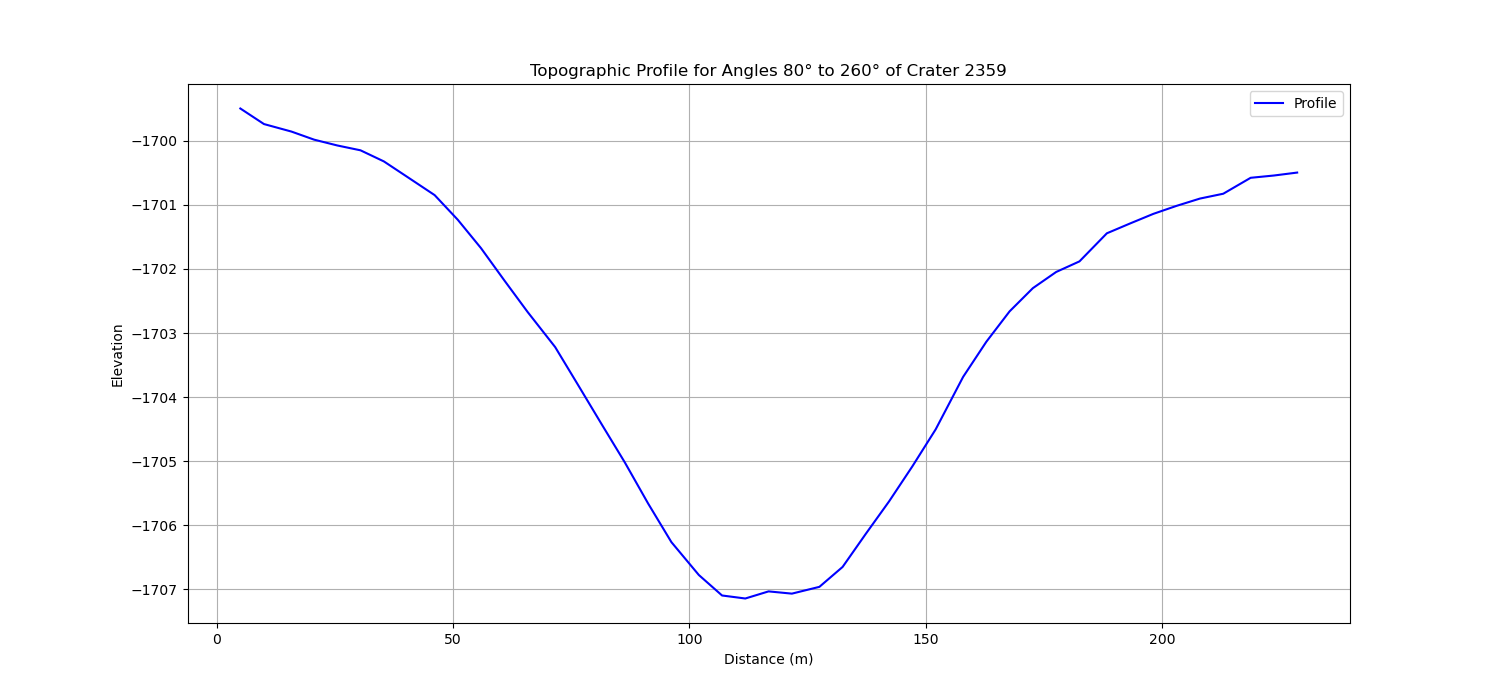 Topographic Profile for Angles 80° to 260° of Crater 2359
Profile
−1700
−1701
−1702
−1703
−1704
−1705
−1706
−1707
Elevation
0 50 100 150 200
Distance (m)